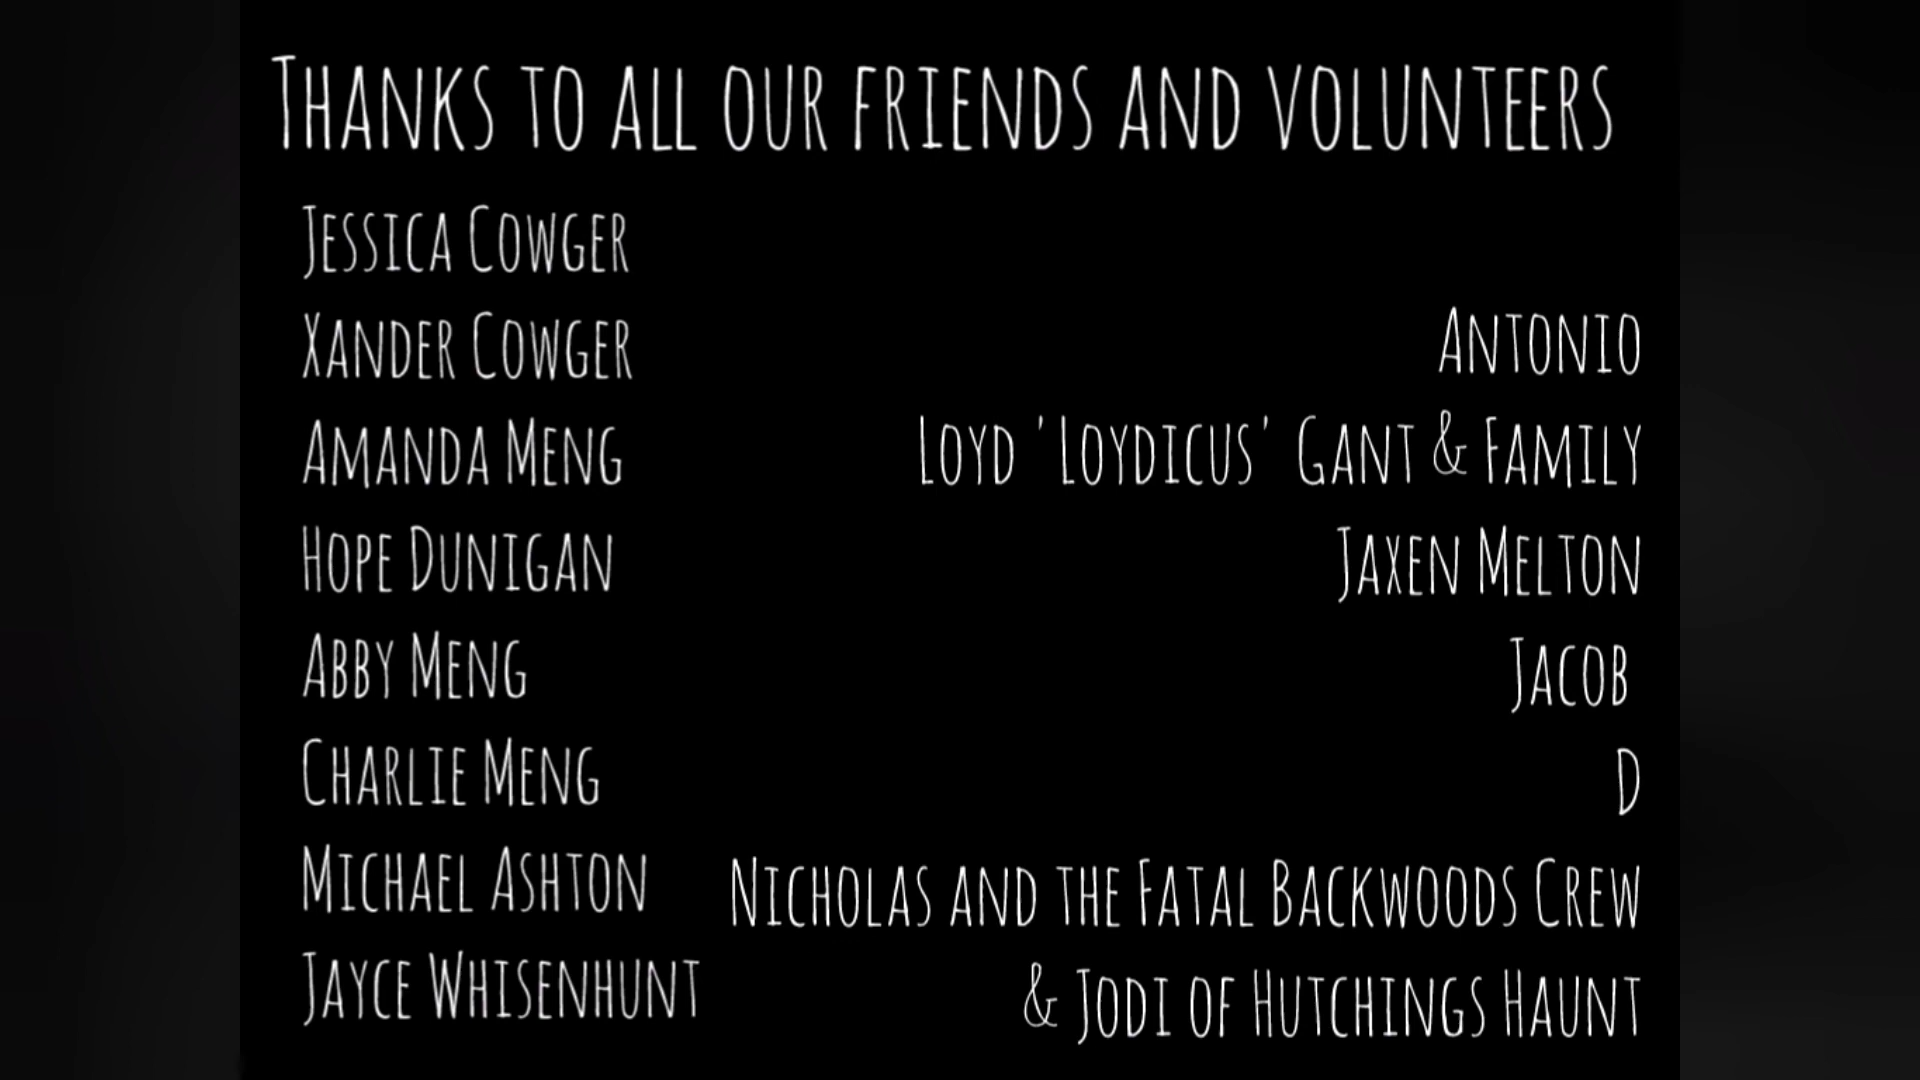 Thanks to all our friends and volunteers
Jessica Cowger
Xander Cowger
Amanda Meng
Hope Dunigan
Abby Meng
Charlie Meng
Michael Ashton
Jayce Whisenhunt
Antonio
Loyd 'Loydicus' Gant & Family
Jaxen Melton
Jacob
D
Nicholas and the Fatal Backwoods Crew
& Jodi of Hutchings Haunt